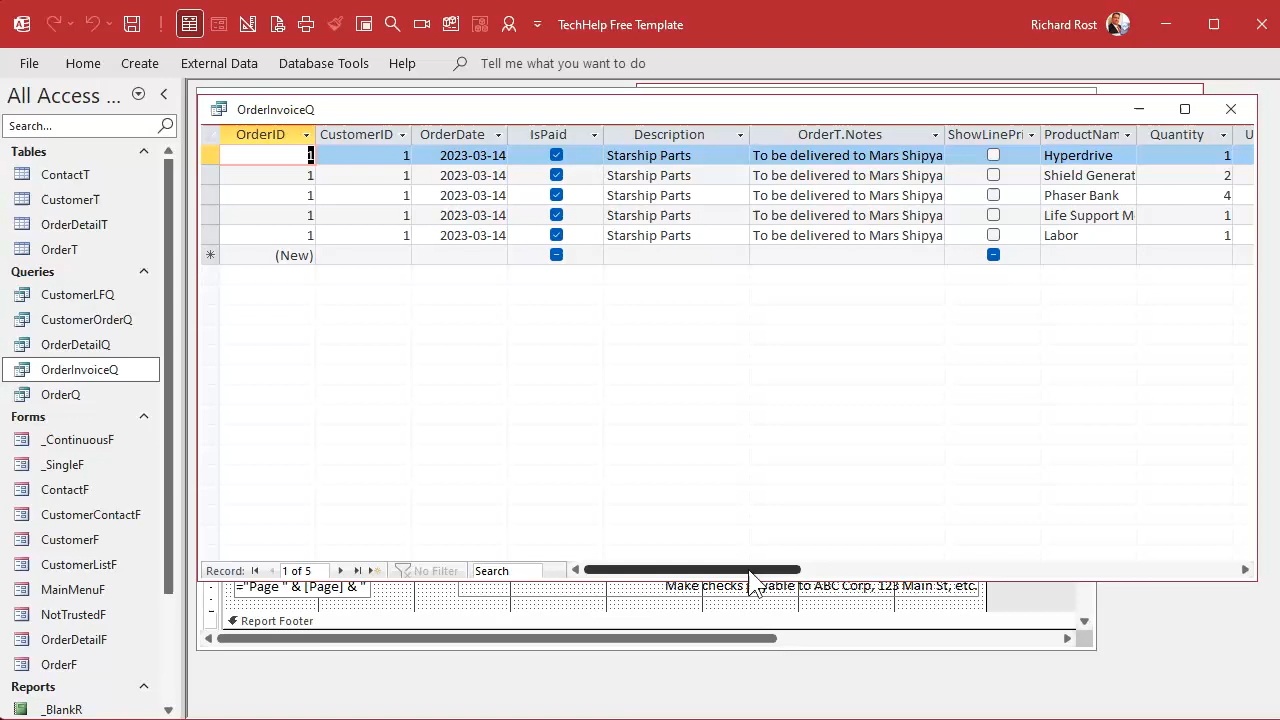 TechHelp Free Template
Richard Rost
File Home Create External Data Database Tools Help Tell me what you want to do
All Access ...
Search...
Tables
ContactT
CustomerT
OrderDetailT
OrderT
Queries
CustomerLFQ
CustomerOrderQ
OrderDetailQ
OrderInvoiceQ
OrderQ
Forms
_ContinuousF
_SingleF
ContactF
CustomerContactF
CustomerF
CustomerListF
MainMenuF
NotTrustedF
OrderDetailF
OrderF
Reports
_BlankR
OrderInvoiceQ
OrderID CustomerID OrderDate IsPaid Description OrderT.Notes ShowLinePri ProductNam Quantity U
1 1 2023-03-14 Starship Parts To be delivered to Mars Shipya Hyperdrive 1
1 1 2023-03-14 Starship Parts To be delivered to Mars Shipya Shield Generat 2
1 1 2023-03-14 Starship Parts To be delivered to Mars Shipya Phaser Bank 4
1 1 2023-03-14 Starship Parts To be delivered to Mars Shipya Life Support M 1
1 1 2023-03-14 Starship Parts To be delivered to Mars Shipya Labor 1
(New)
Record: 1 of 5 No Filter Search
="Page " & [Page] & " Make checks to ABC Corp, 123 Main St, etc.
Report Footer